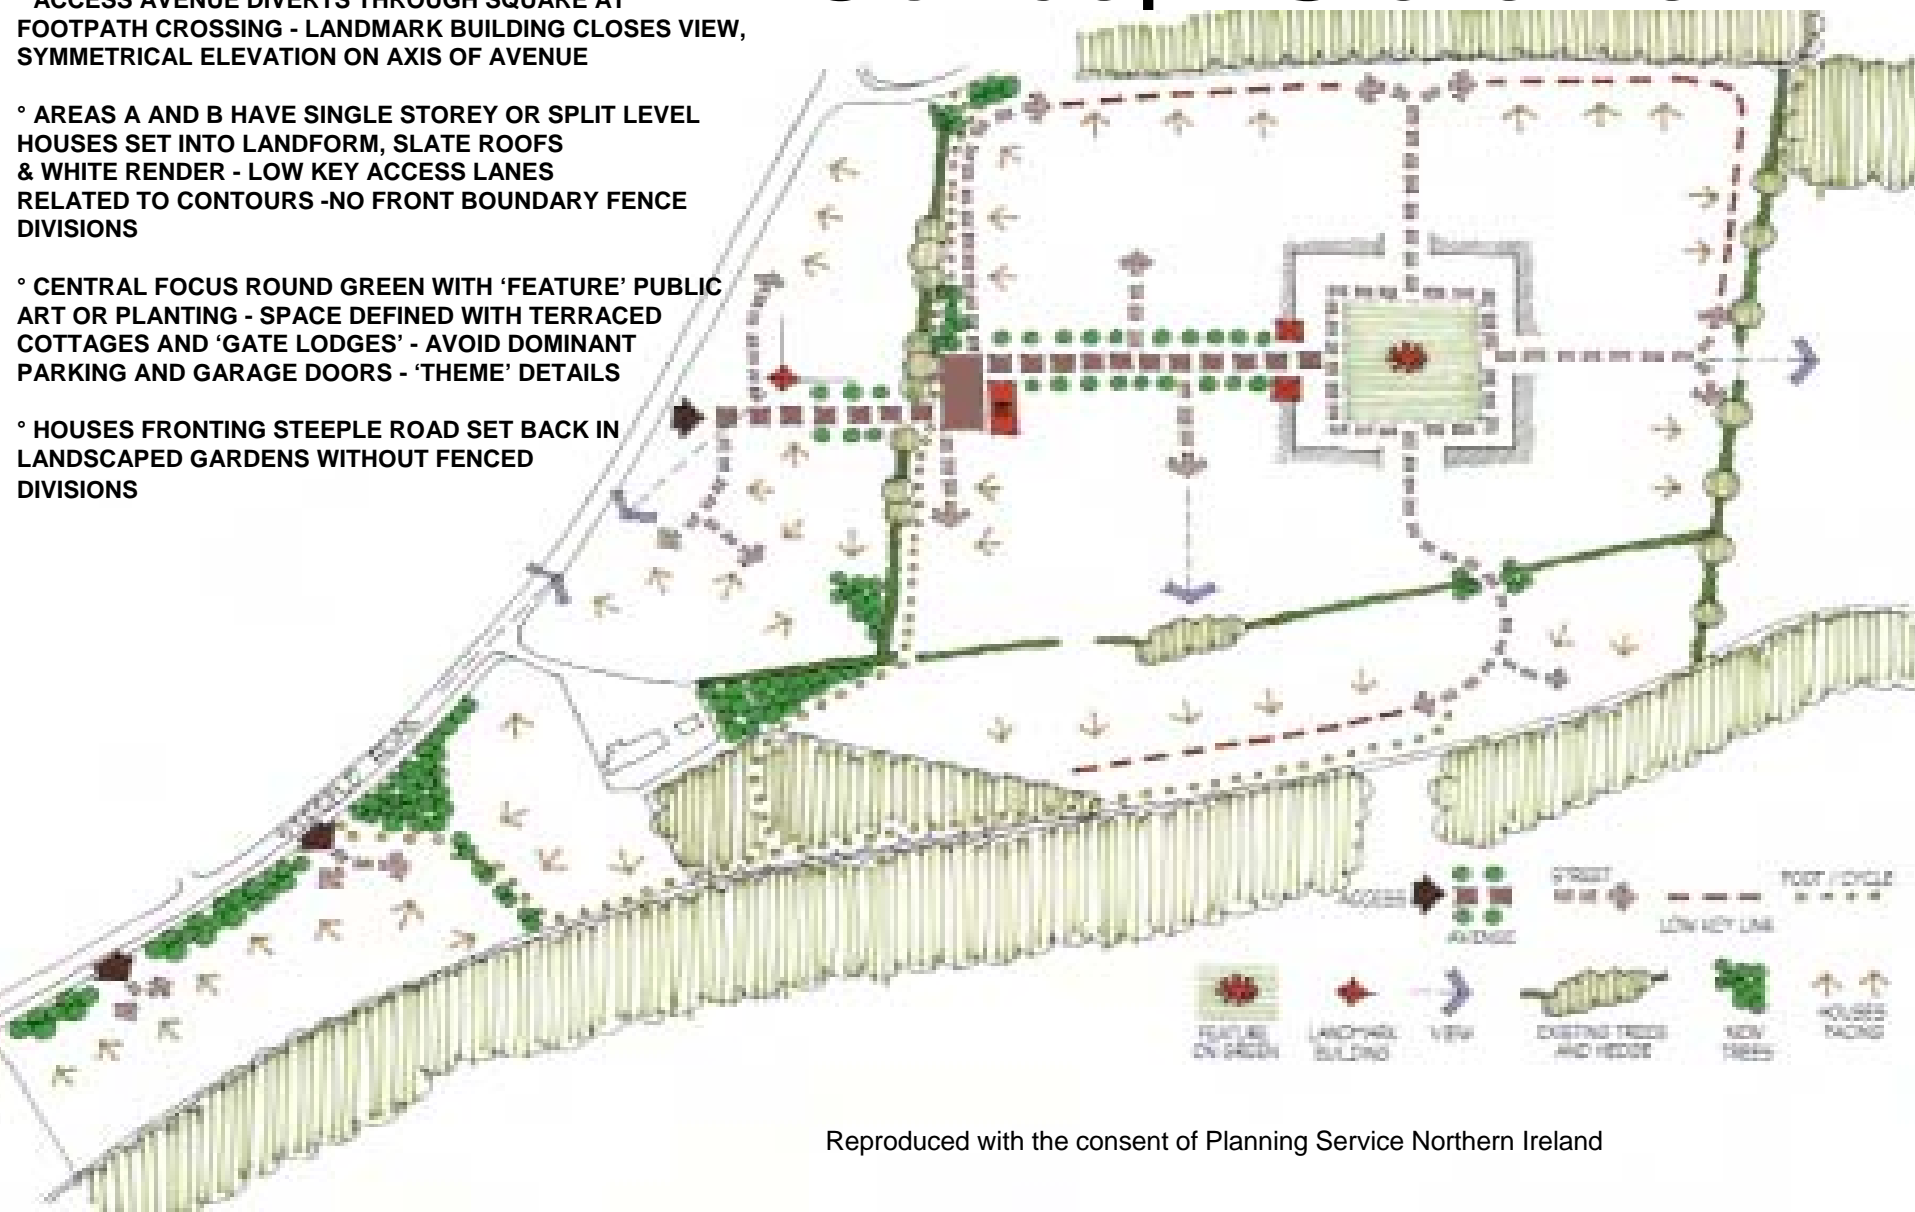 ° ACCESS AVENUE DIVERTS THROUGH SQUARE AT
FOOTPATH CROSSING - LANDMARK BUILDING CLOSES VIEW,
SYMMETRICAL ELEVATION ON AXIS OF AVENUE
° AREAS A AND B HAVE SINGLE STOREY OR SPLIT LEVEL
HOUSES SET INTO LANDFORM, SLATE ROOFS
& WHITE RENDER - LOW KEY ACCESS LANES
RELATED TO CONTOURS -NO FRONT BOUNDARY FENCE
DIVISIONS
° CENTRAL FOCUS ROUND GREEN WITH ‘FEATURE’ PUBLIC
ART OR PLANTING - SPACE DEFINED WITH TERRACED
COTTAGES AND ‘GATE LODGES’ - AVOID DOMINANT
PARKING AND GARAGE DOORS - ‘THEME’ DETAILS
° HOUSES FRONTING STEEPLE ROAD SET BACK IN
LANDSCAPED GARDENS WITHOUT FENCED
DIVISIONS
ACCESS
AVENUE
STREET
LOW KEY LINK
FOOT / CYCLE
FEATURE
ON GREEN
LANDMARK
BUILDING
VIEW
EXISTING TREES
AND HEDGE
NEW
TREES
HOUSES
FACING
Reproduced with the consent of Planning Service Northern Ireland